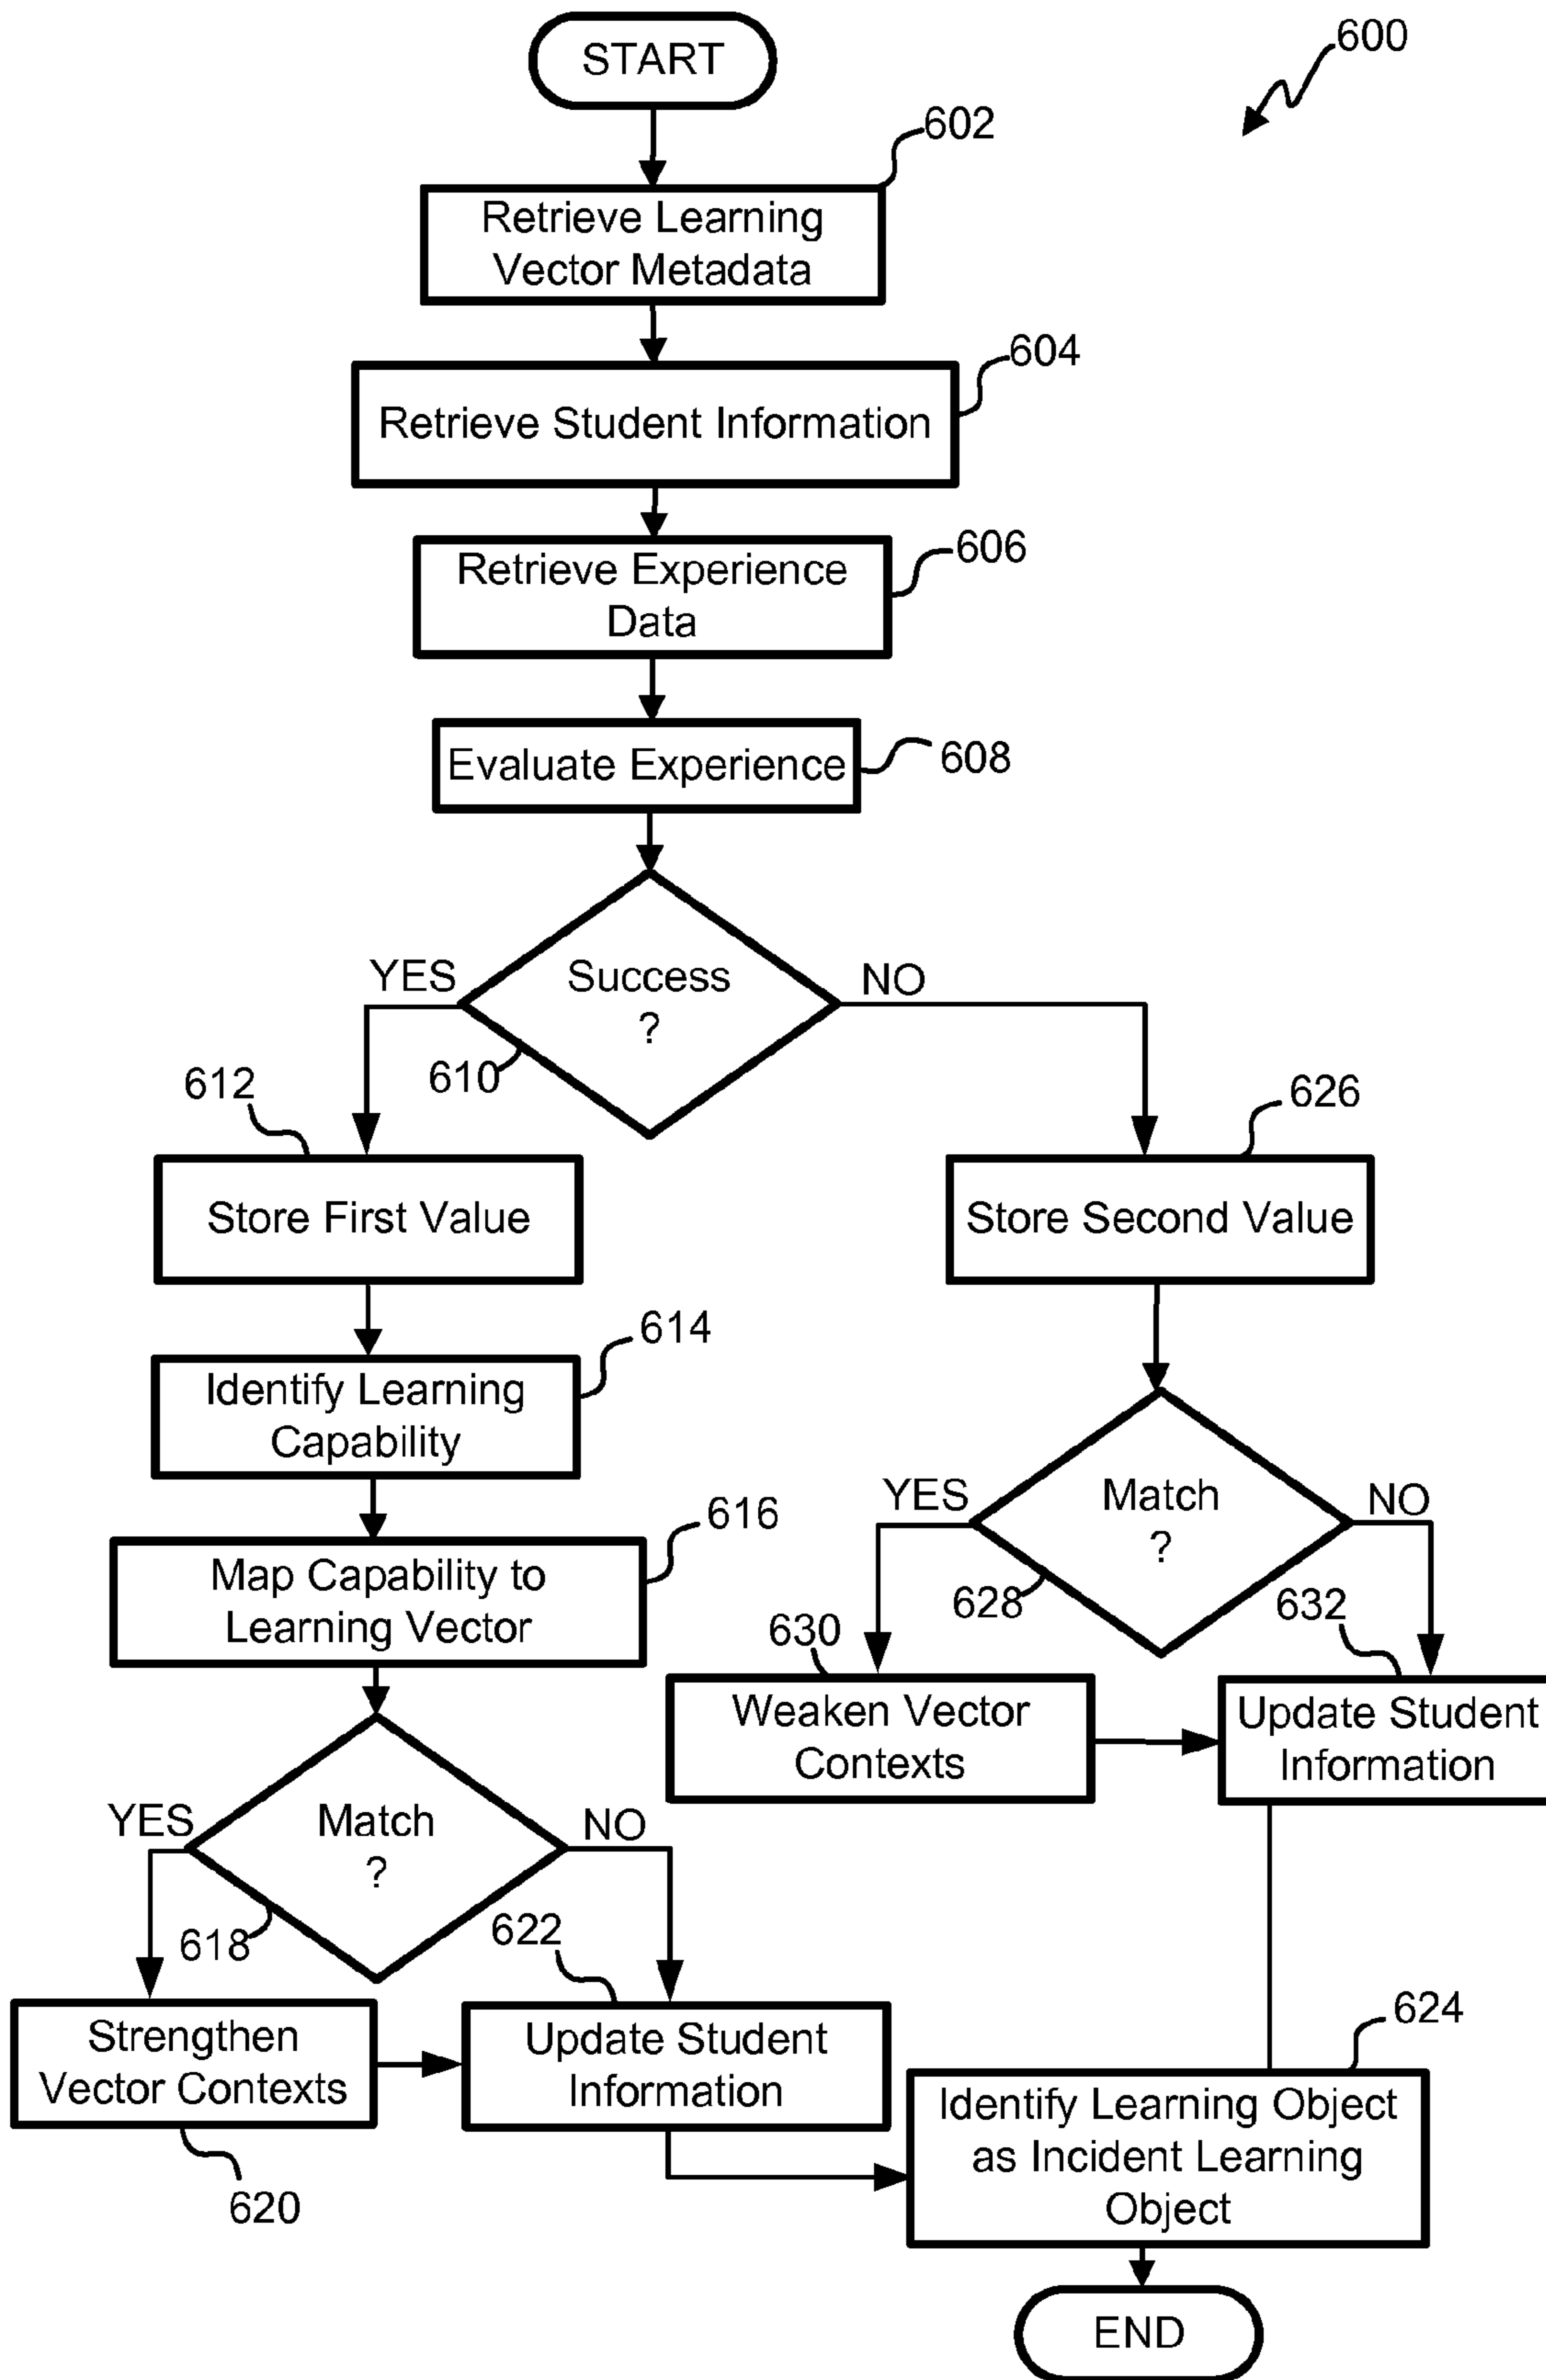 START
600
602
Retrieve Learning
Vector Metadata
604
Retrieve Student Information
606
Retrieve Experience
Data
Evaluate Experience
608
YES
Success
?
NO
610
612
626
Store First Value
Store Second Value
614
Identify Learning
Capability
YES
Match
?
NO
616
Map Capability to
Learning Vector
628
632
630
Weaken Vector
Contexts
Update Student
Information
YES
Match
?
NO
618
622
Strengthen
Vector Contexts
Update Student
Information
624
Identify Learning Object
as Incident Learning
Object
620
END